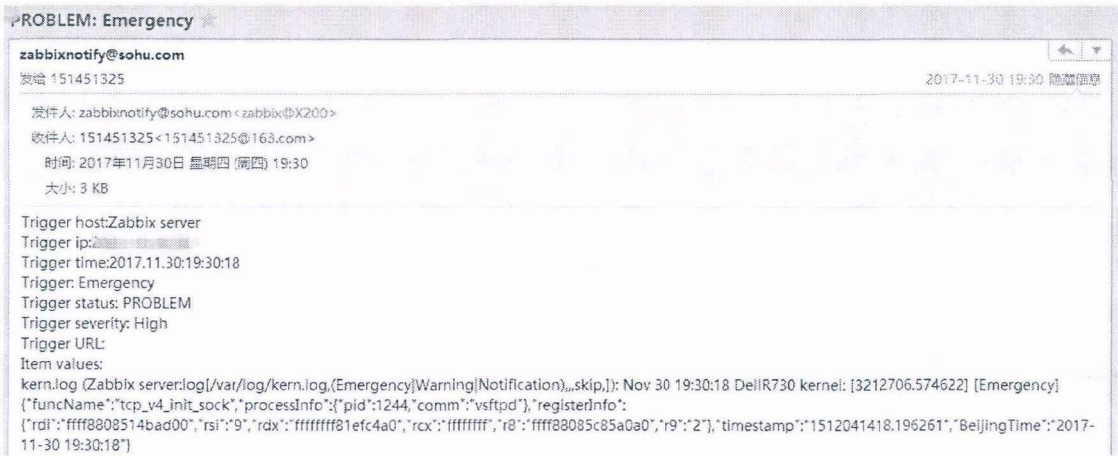 PROBLEM: Emergency
zabbixnotify@sohu.com
发给 151451325
2017-11-30 19:30 隐藏信息
发件人: zabbixnotify@sohu.com<zabbix@X200>
收件人: 151451325<151451325@163.com>
时间: 2017年11月30日 星期四 (周四) 19:30
大小: 3 KB
Trigger host:Zabbix server
Trigger ip:
Trigger time:2017.11.30:19:30:18
Trigger: Emergency
Trigger status: PROBLEM
Trigger severity: High
Trigger URL:
Item values:
kern.log (Zabbix server:log[/var/log/kern.log,(Emergency|Warning|Notification),,,skip,]): Nov 30 19:30:18 DellR730 kernel: [3212706.574622] [Emergency]
{"funcName":"tcp_v4_init_sock","processInfo":{"pid":1244,"comm":"vsftpd"},"registerInfo":
{"rdi":"ffff8808514bad00","rsi":"9","rdx":"ffffffff81efc4a0","rcx":"ffffffff","r8":"ffff88085c85a0a0","r9":"2"},"timestamp":"1512041418.196261","BeijingTime":"2017-
11-30 19:30:18"}